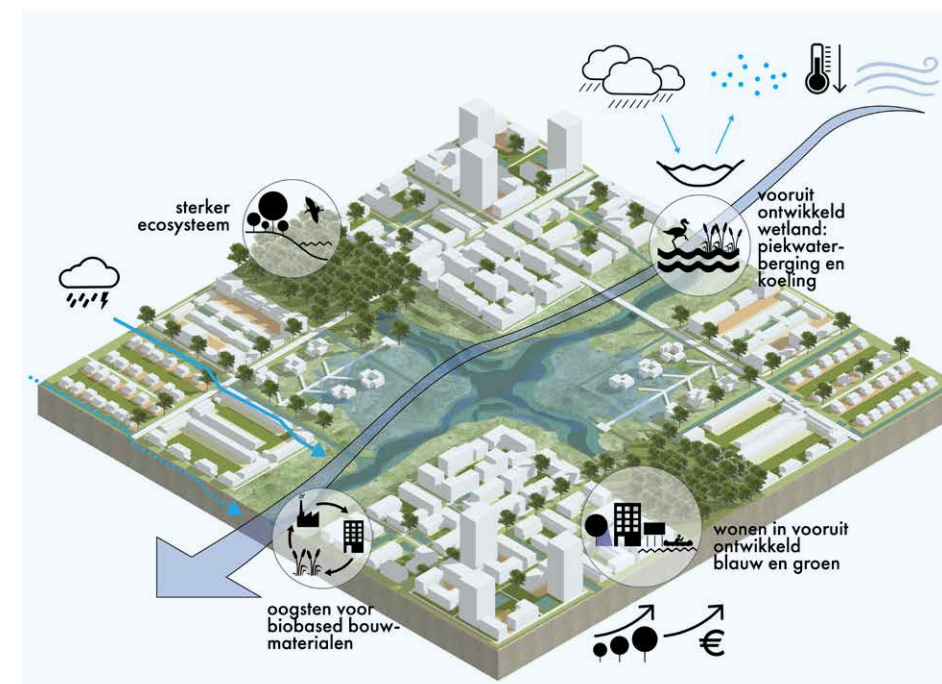 sterker
ecosysteem
vooruit
ontwikkeld
wetland:
piekwater-
berging en
koeling
wonen in vooruit
ontwikkeld
blauw en groen
oogsten voor
biobased bouw-
materialen
€